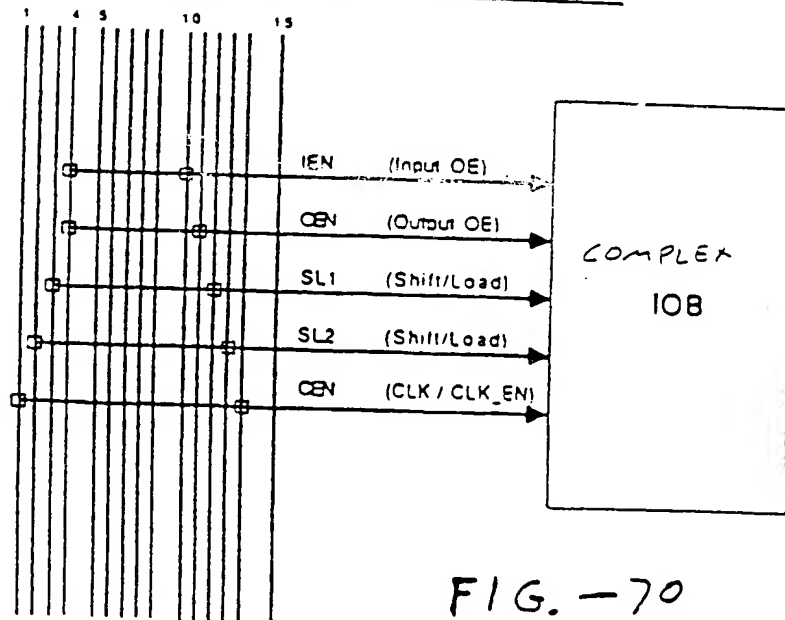 1 4 5 10 15
IEN (Input OE)
OEN (Output OE)
SL1 (Shift/Load)
SL2 (Shift/Load)
CEN (CLK / CLK_EN)
COMPLEX
IOB
FIG. - 70